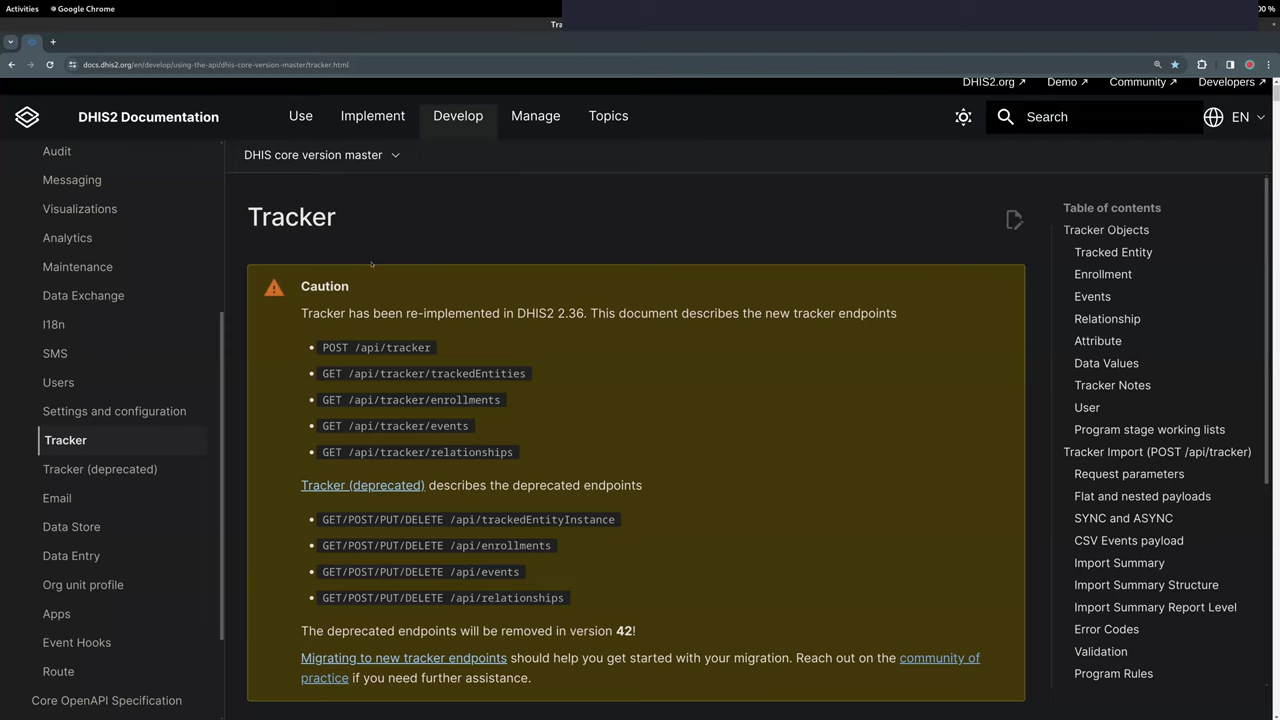 Activities
Google Chrome
00 %
Tra
docs.dhis2.org/en/develop/using-the-api/dhis-core-version-master/tracker.html
DHIS2.org
Demo
Community
Developers
DHIS2 Documentation
Use
Implement
Develop
Manage
Topics
Search
EN
Audit
Messaging
Visualizations
Analytics
Maintenance
Data Exchange
I18n
SMS
Users
Settings and configuration
Tracker
Tracker (deprecated)
Email
Data Store
Data Entry
Org unit profile
Apps
Event Hooks
Route
Core OpenAPI Specification
DHIS core version master
Tracker
Caution
Tracker has been re-implemented in DHIS2 2.36. This document describes the new tracker endpoints
POST /api/tracker
GET /api/tracker/trackedEntities
GET /api/tracker/enrollments
GET /api/tracker/events
GET /api/tracker/relationships
Tracker (deprecated) describes the deprecated endpoints
GET/POST/PUT/DELETE /api/trackedEntityInstance
GET/POST/PUT/DELETE /api/enrollments
GET/POST/PUT/DELETE /api/events
GET/POST/PUT/DELETE /api/relationships
The deprecated endpoints will be removed in version 42!
Migrating to new tracker endpoints should help you get started with your migration. Reach out on the community of
practice if you need further assistance.
Table of contents
Tracker Objects
Tracked Entity
Enrollment
Events
Relationship
Attribute
Data Values
Tracker Notes
User
Program stage working lists
Tracker Import (POST /api/tracker)
Request parameters
Flat and nested payloads
SYNC and ASYNC
CSV Events payload
Import Summary
Import Summary Structure
Import Summary Report Level
Error Codes
Validation
Program Rules